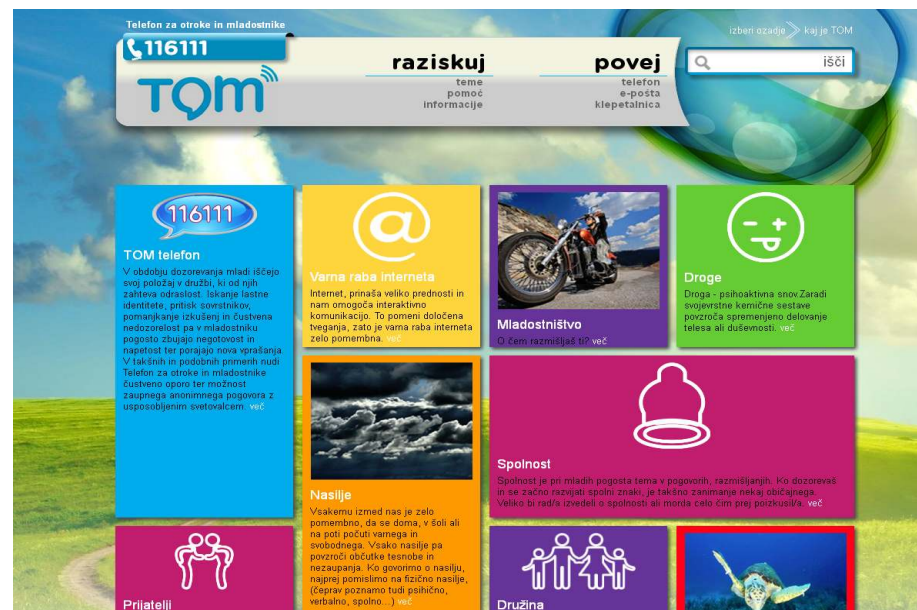 Telefon za otroke in mladostnike
116111
TOM
raziskuj
teme
pomoč
informacije
povej
telefon
e-pošta
klepetalnica
izberi ozadje
kaj je TOM
išči
116111
TOM telefon
V obdobju dozorevanja mladi iščejo
svoj položaj v družbi, ki od njih
zahteva odraslost. Iskanje lastne
identitete, pritisk sovrstnikov,
pomanjkanje izkušenj in čustvena
nedozorelost pa v mladostniku
pogosto zbujajo negotovost in
napetost ter porajajo nova vprašanja.
V takšnih in podobnih primerih nudi
Telefon za otroke in mladostnike
čustveno oporo ter možnost
zaupnega anonimnega pogovora z
usposobljenim svetovalcem. več
@
Varna raba Interneta
Internet, prinaša veliko prednosti in
nam omogoča interaktivno
komunikacijo. To pomeni določena
tveganja, zato je varna raba interneta
zelo pomembna. več
Mladostništvo
O čem razmišljaš ti? več
Droge
Droga - psihoaktivna snov.Zaradi
svojevrstne kemične sestave
povzroča spremenjeno delovanje
telesa ali duševnosti. več
Nasilje
Vsakemu izmed nas je zelo
pomembno, da se doma, v šoli ali
na poti počuti varnega in
svobodnega. Vsako nasilje pa
povzroči občutke tesnobe in
nezaupanja. Ko govorimo o nasilju,
najprej pomislimo na fizično nasilje,
(čeprav poznamo tudi psihično,
verbalno, spolno...) več
Spolnost
Spolnost je pri mladih pogosta tema v pogovorih, razmišljanjih. Ko dozorevaš
in se začno razvijati spolni znaki, je takšno zanimanje nekaj običajnega.
Veliko bi rad/a izvedeli o spolnosti ali morda celo čim prej poizkusil/a. več
Prijatelji
Družina